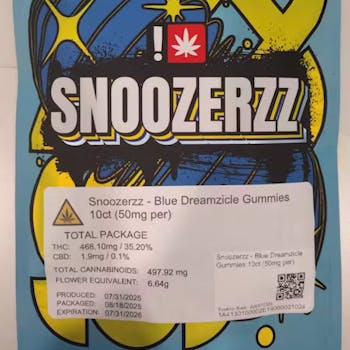 !
SNOOZERZZ
Snoozerzz - Blue Dreamzicle Gummies
10ct (50mg per)
TOTAL PACKAGE
THC: 468.10mg / 35.20%
CBD: 1.9mg / 0.1%
TOTAL CANNABINOIDS: 497.92 mg
FLOWER EQUIVALENT: 6.64g
PRODUCED: 07/31/2025
PACKAGED: 08/18/2025
EXPIRATION: 07/31/2026
Snoozerzz - Blue Dreamzicle
Gummies 10ct (50mg per)